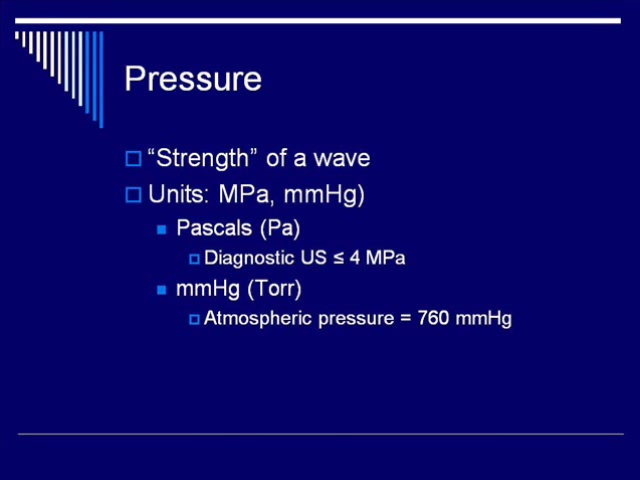 Pressure
“Strength” of a wave
Units: MPa, mmHg)
Pascals (Pa)
Diagnostic US ≤ 4 MPa
mmHg (Torr)
Atmospheric pressure = 760 mmHg